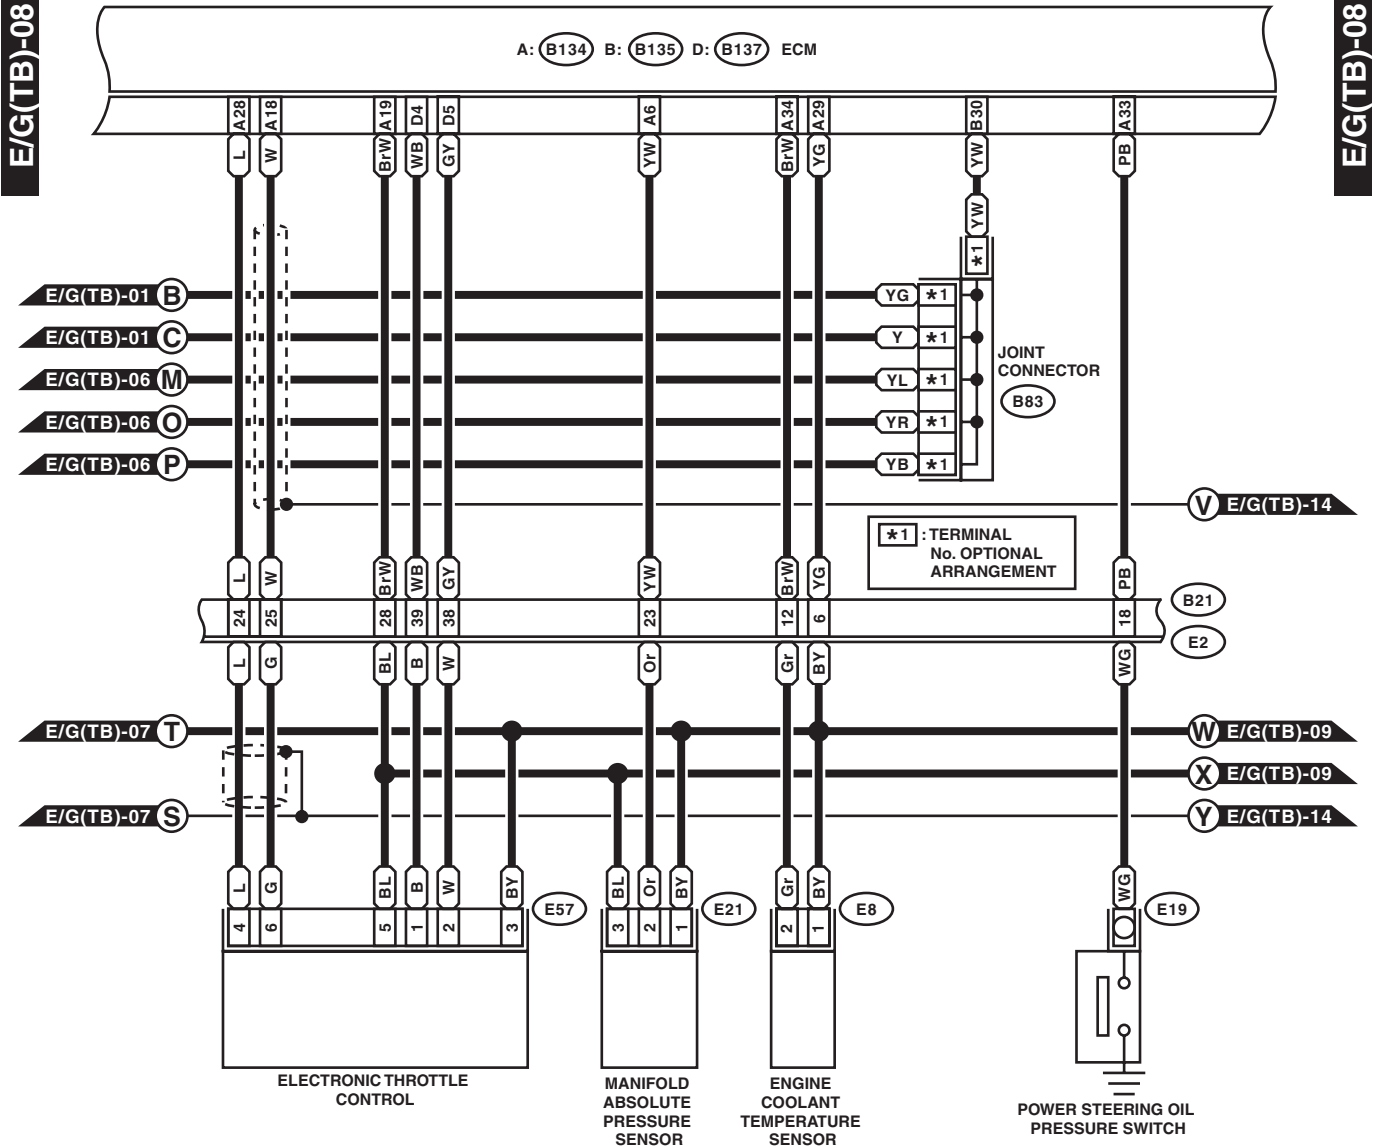 E/G(TB)-08
E/G(TB)-08
A: B134 B: B135 D: B137 ECM
A28 A18 A19 D4 D5 A6 A34 A29 B30 A33
L W BrW WB GY YW BrW YG YW PB
YW
*1
E/G(TB)-01 B YG *1
E/G(TB)-01 C Y *1
JOINT
CONNECTOR
B83
E/G(TB)-06 M YL *1
E/G(TB)-06 O YR *1
E/G(TB)-06 P YB *1
V E/G(TB)-14
*1 : TERMINAL
No. OPTIONAL
ARRANGEMENT
L W BrW WB GY YW BrW YG PB
B21
24 25 28 39 38 23 12 6 18
E2
L G BL B W Or Gr BY WG
E/G(TB)-07 T W E/G(TB)-09
X E/G(TB)-09
E/G(TB)-07 S Y E/G(TB)-14
L G BL B W BY BL Or BY Gr BY WG
E57 E21 E8 E19
4 6 5 1 2 3 3 2 1 2 1
ELECTRONIC THROTTLE
CONTROL
MANIFOLD
ABSOLUTE
PRESSURE
SENSOR
ENGINE
COOLANT
TEMPERATURE
SENSOR
POWER STEERING OIL
PRESSURE SWITCH